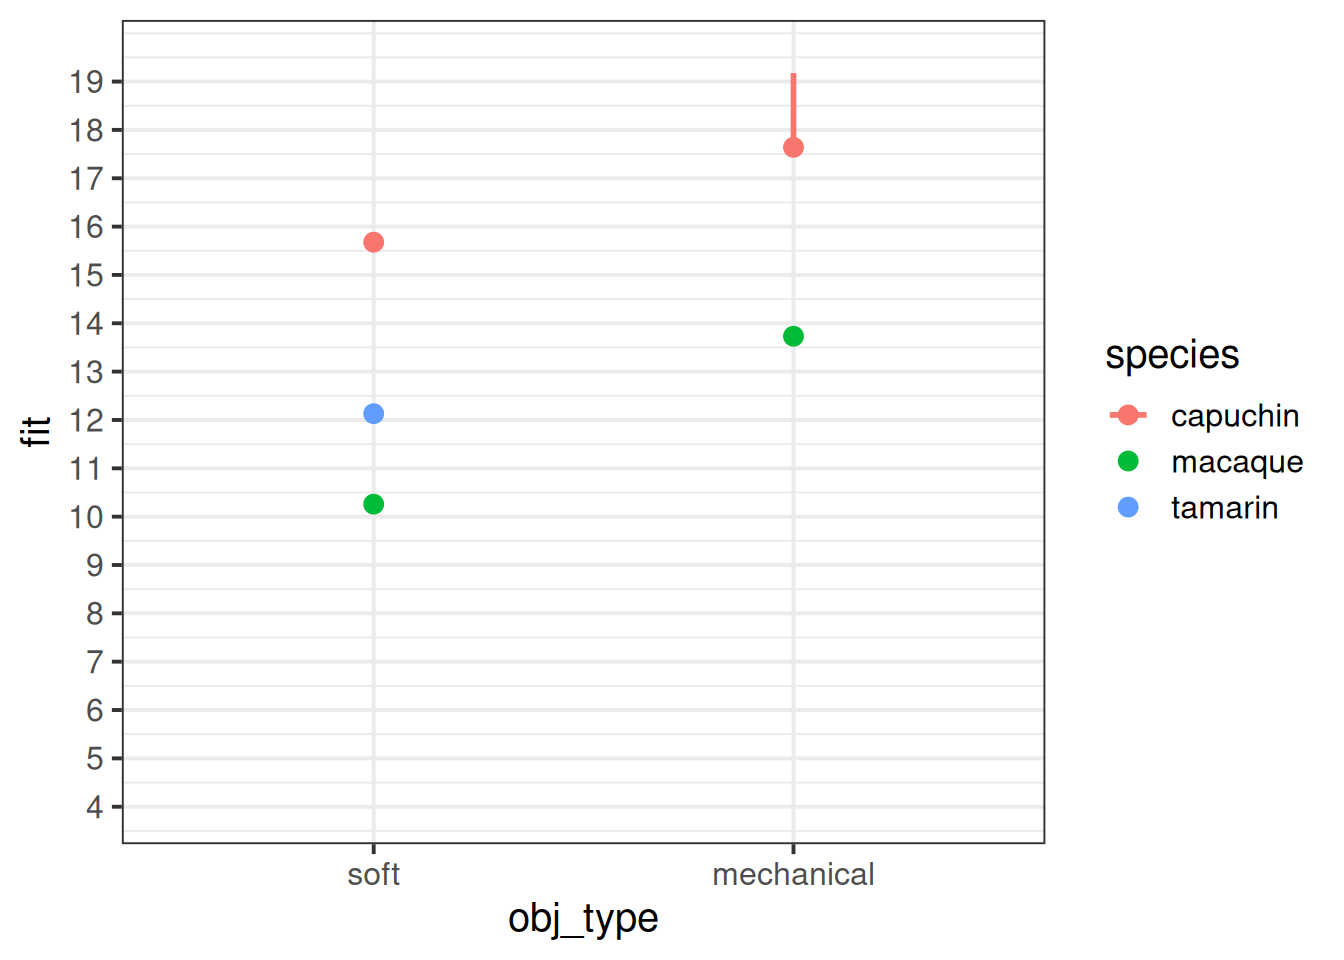 19
18
17
16
15
14
13
12
11
10
9
8
7
6
5
4
fit
soft mechanical
obj_type
species
capuchin
macaque
tamarin